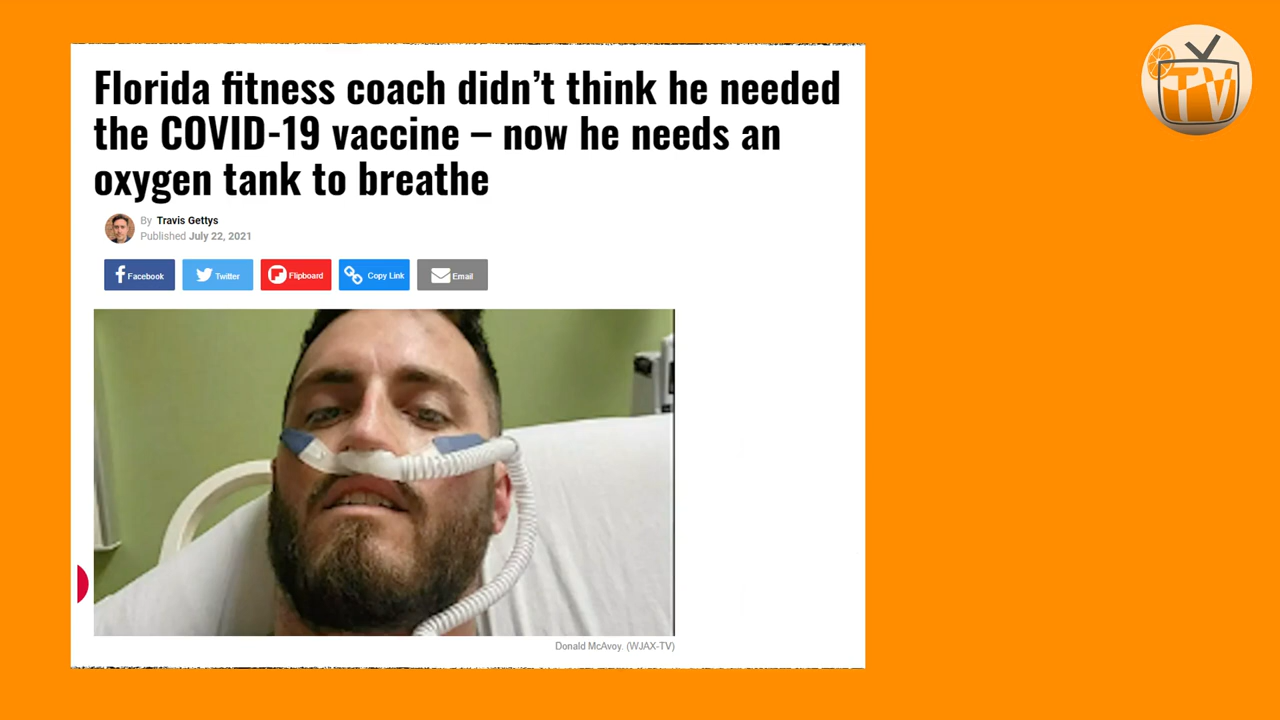 Florida fitness coach didn’t think he needed
the COVID-19 vaccine – now he needs an
oxygen tank to breathe
By Travis Gettys
Published July 22, 2021
Facebook
Twitter
Flipboard
Copy Link
Email
Donald McAvoy. (WJAX-TV)
TV